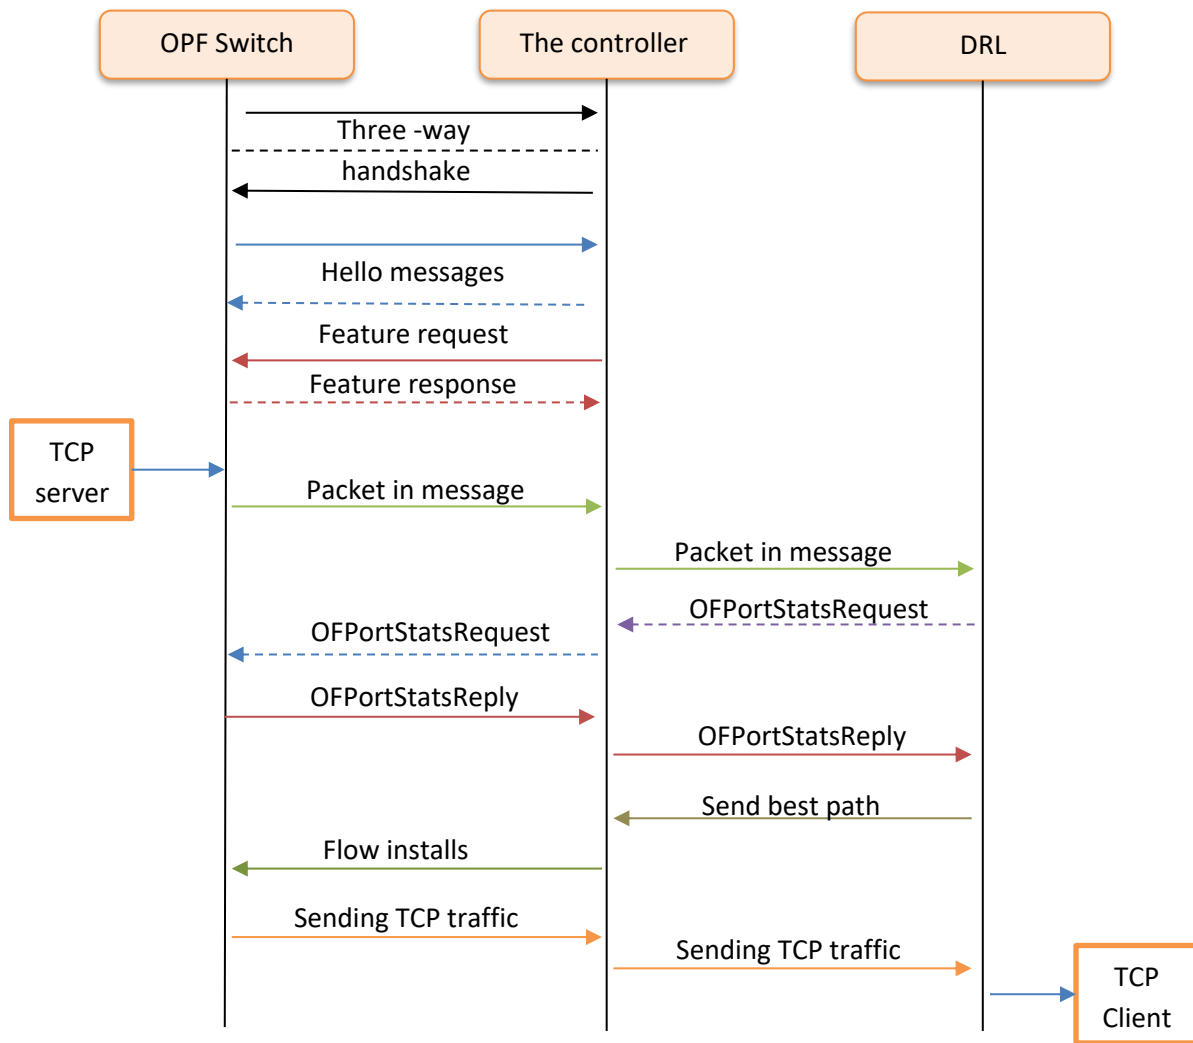 OPF Switch
The controller
DRL
Three -way
handshake
Hello messages
Feature request
Feature response
TCP
server
Packet in message
Packet in message
OFPortStatsRequest
OFPortStatsRequest
OFPortStatsReply
OFPortStatsReply
Send best path
Flow installs
Sending TCP traffic
Sending TCP traffic
TCP
Client